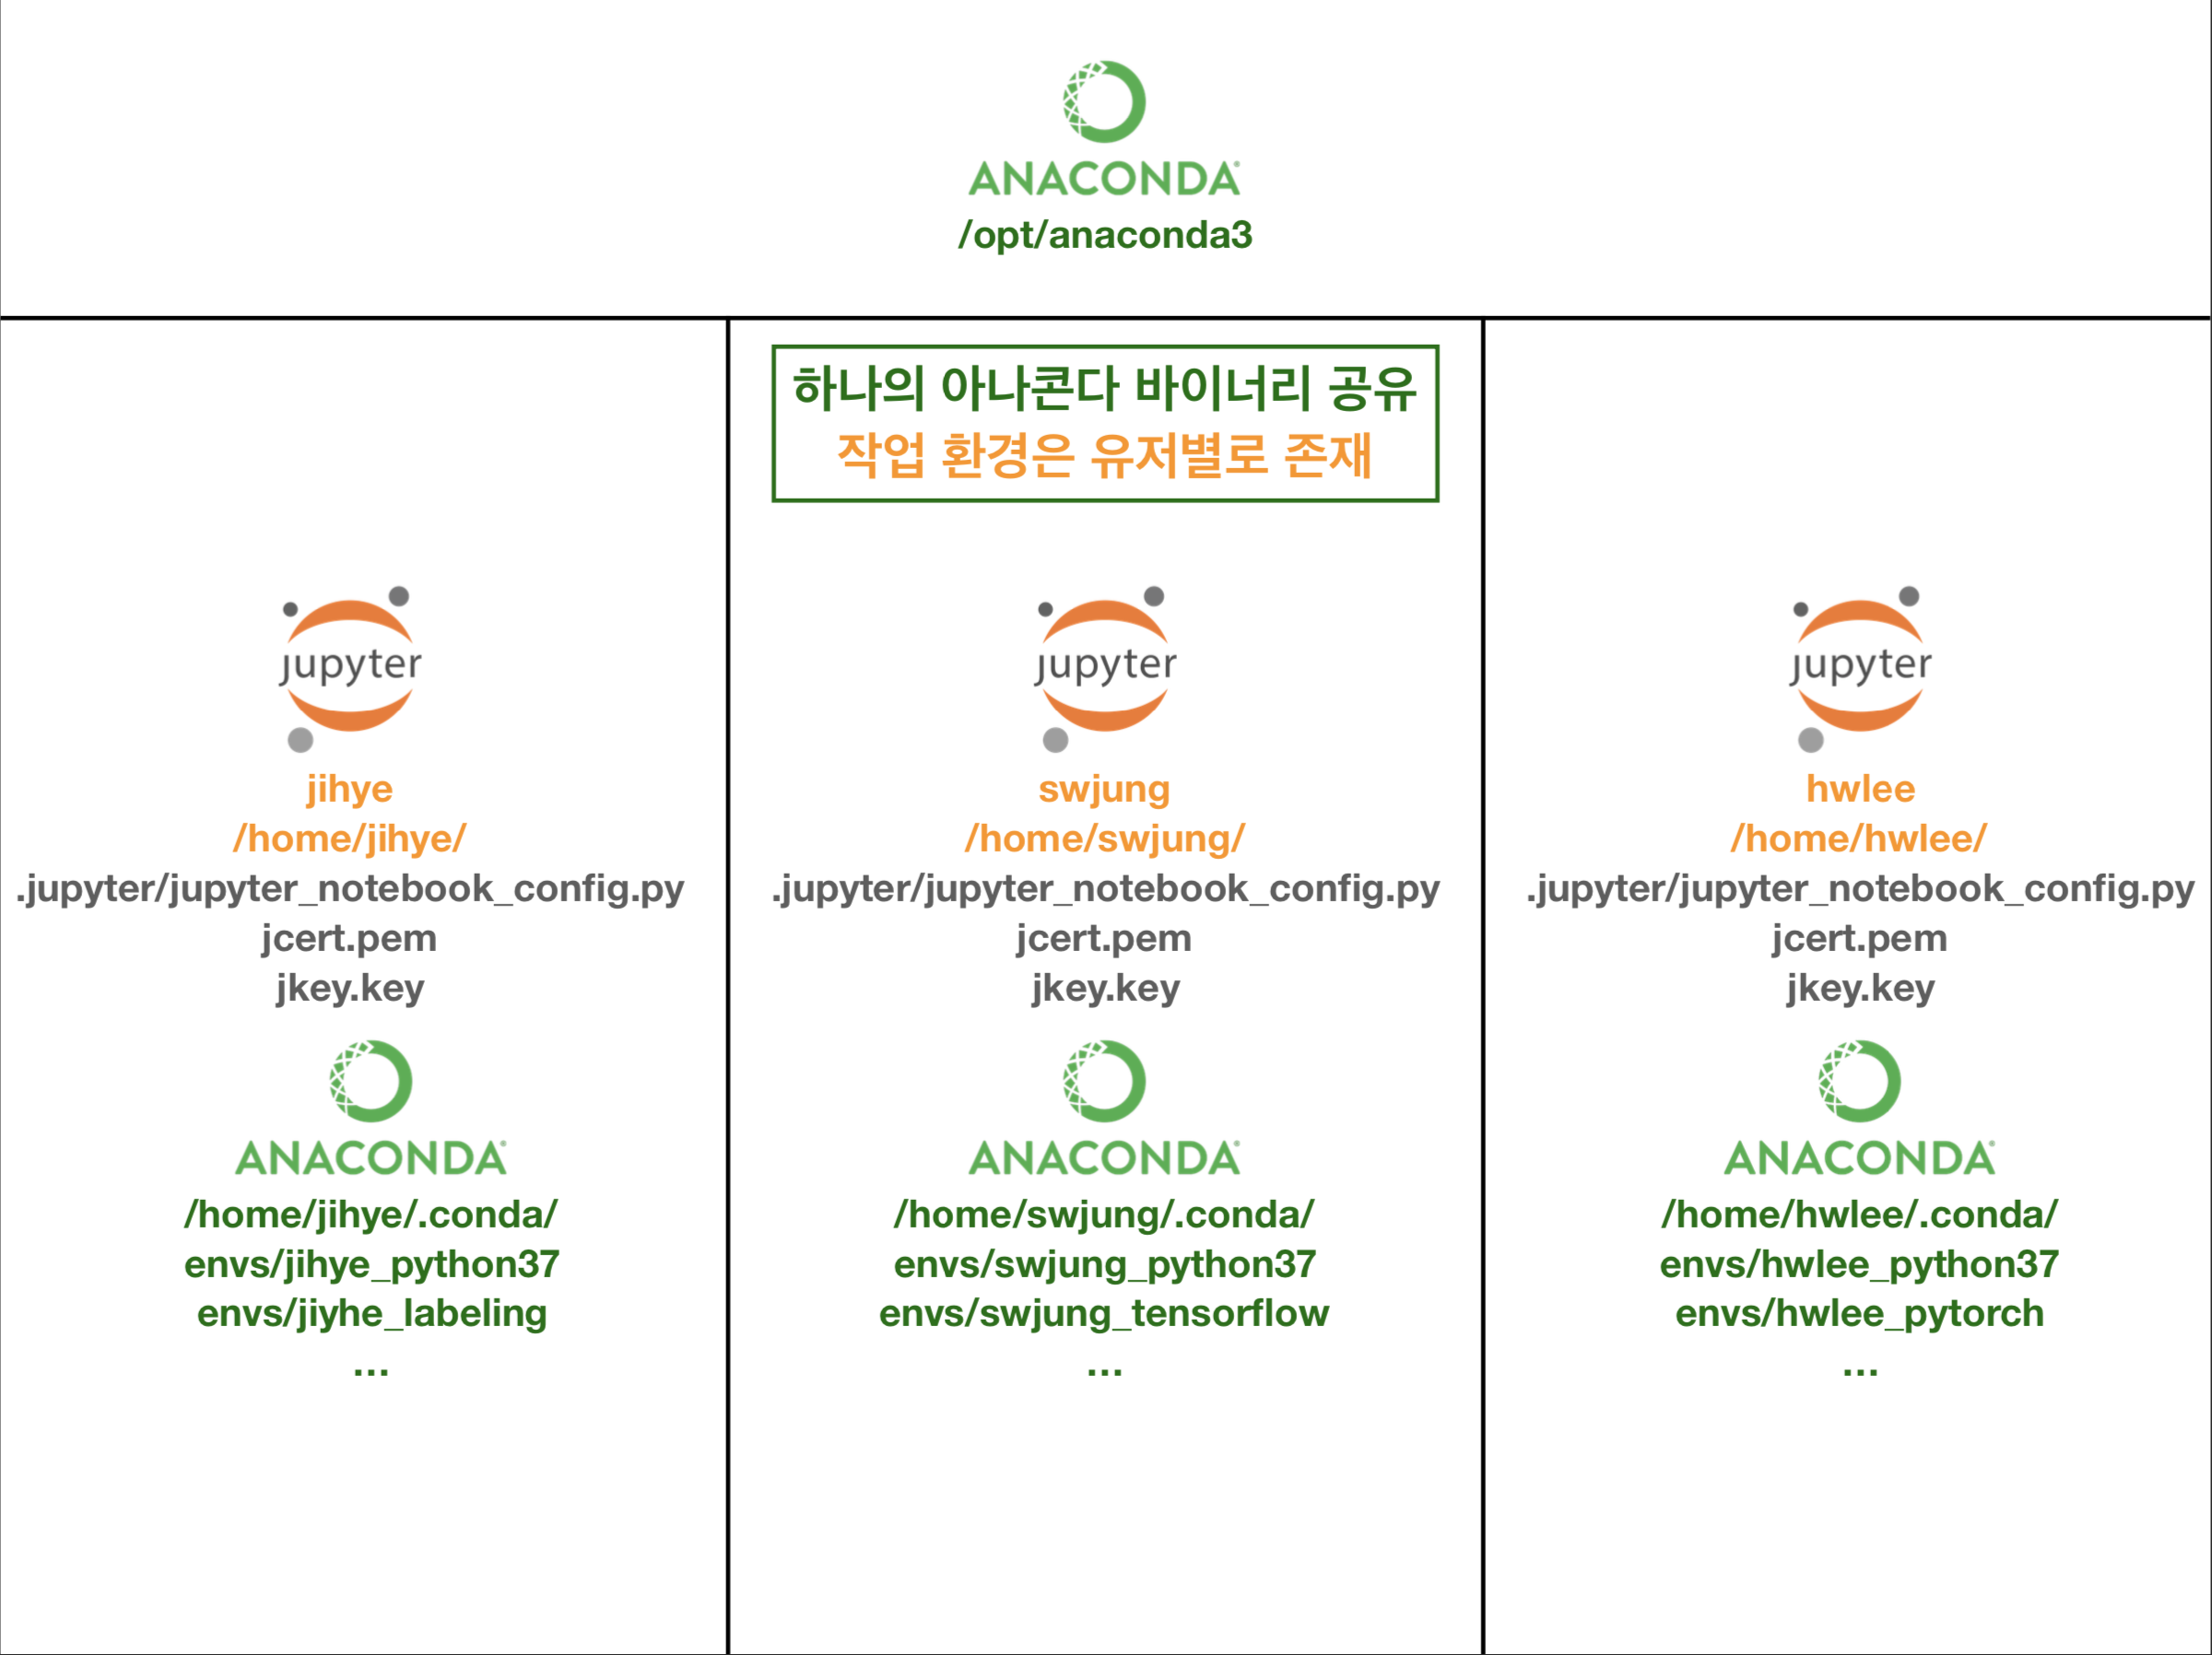 ANACONDA
/opt/anaconda3
하나의 아나콘다 바이너리 공유
작업 환경은 유저별로 존재
jupyter
jihye
/home/jihye/
.jupyter/jupyter_notebook_config.py
jcert.pem
jkey.key
ANACONDA
/home/jihye/.conda/
envs/jihye_python37
envs/jiyhe_labeling
...
jupyter
swjung
/home/swjung/
.jupyter/jupyter_notebook_config.py
jcert.pem
jkey.key
ANACONDA
/home/swjung/.conda/
envs/swjung_python37
envs/swjung_tensorflow
...
jupyter
hwlee
/home/hwlee/
.jupyter/jupyter_notebook_config.py
jcert.pem
jkey.key
ANACONDA
/home/hwlee/.conda/
envs/hwlee_python37
envs/hwlee_pytorch
...